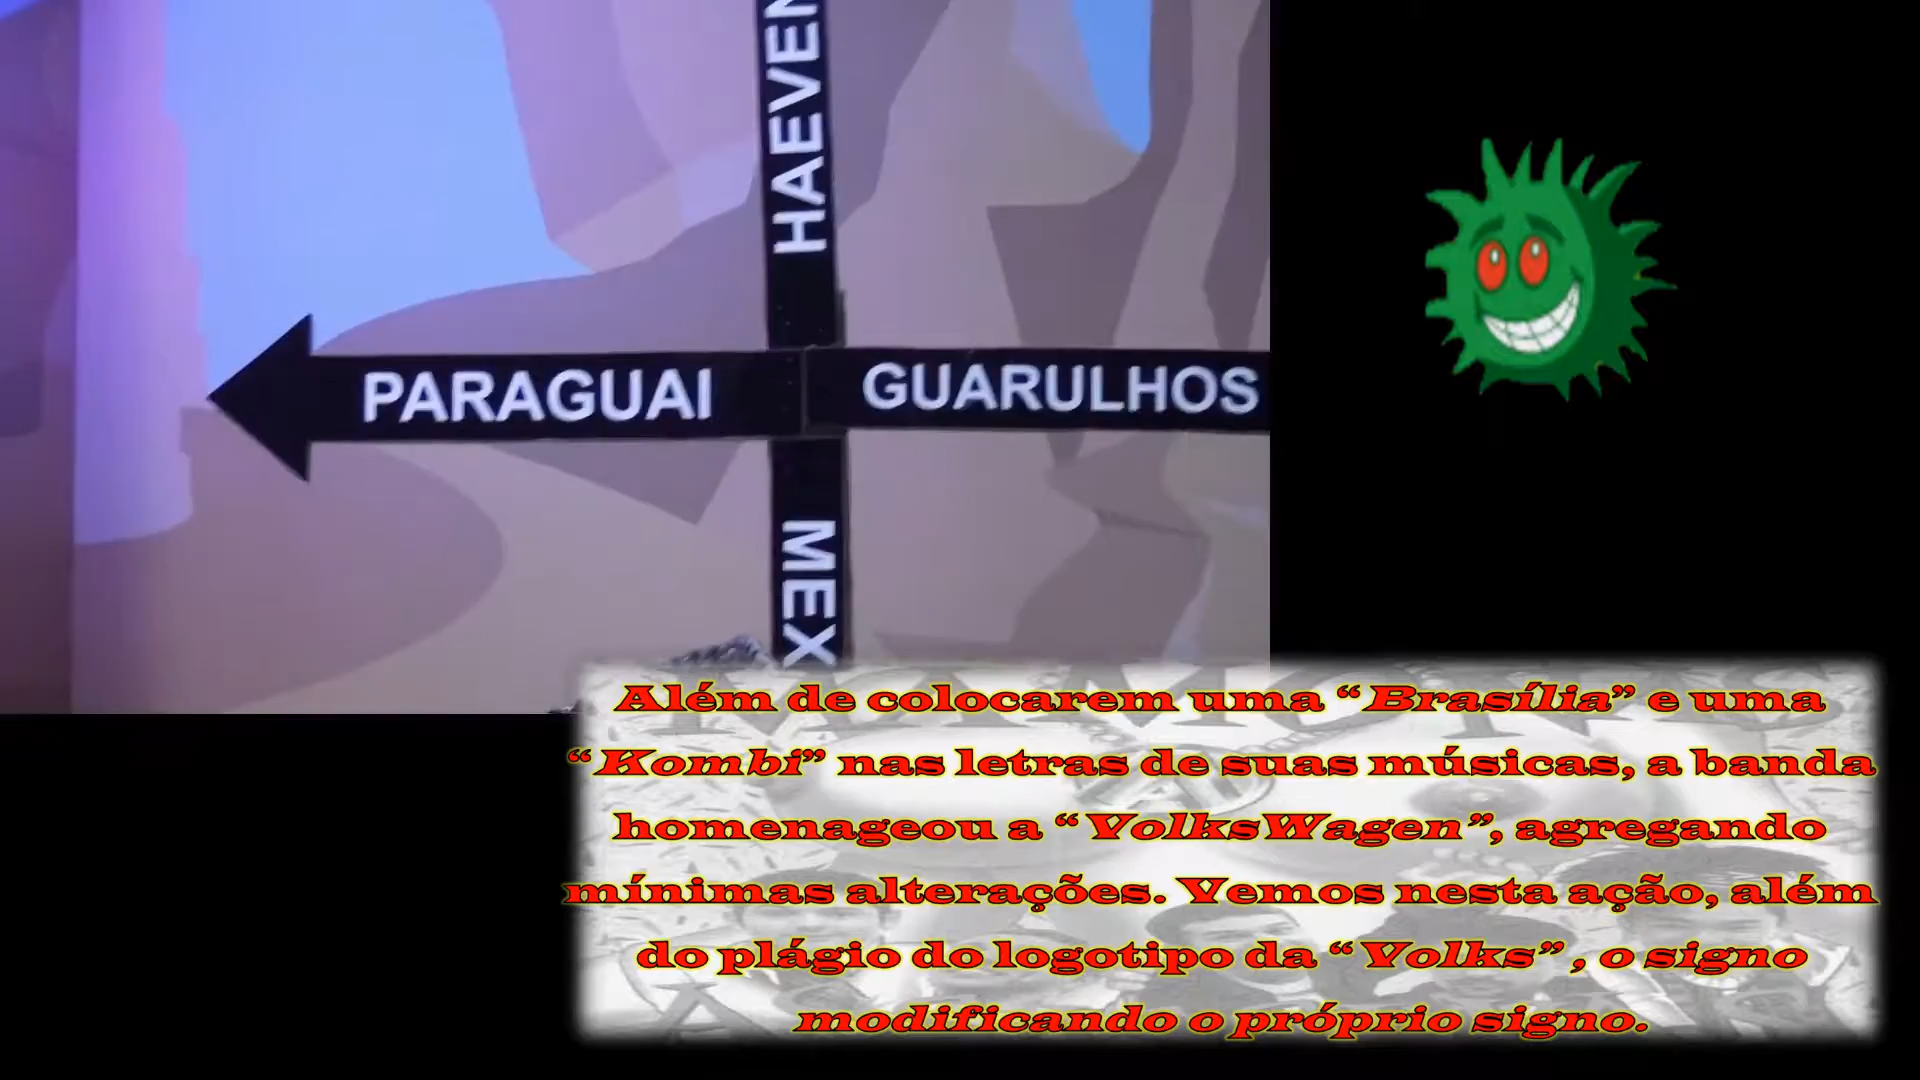 HAEVEN
PARAGUAI
GUARULHOS
MEX
Além de colocarem uma “Brasília” e uma
“Kombi” nas letras de suas músicas, a banda
homenageou a “VolksWagen”, agregando
mínimas alterações. Vemos nesta ação, além
do plágio do logotipo da “Volks” , o signo
modificando o próprio signo.